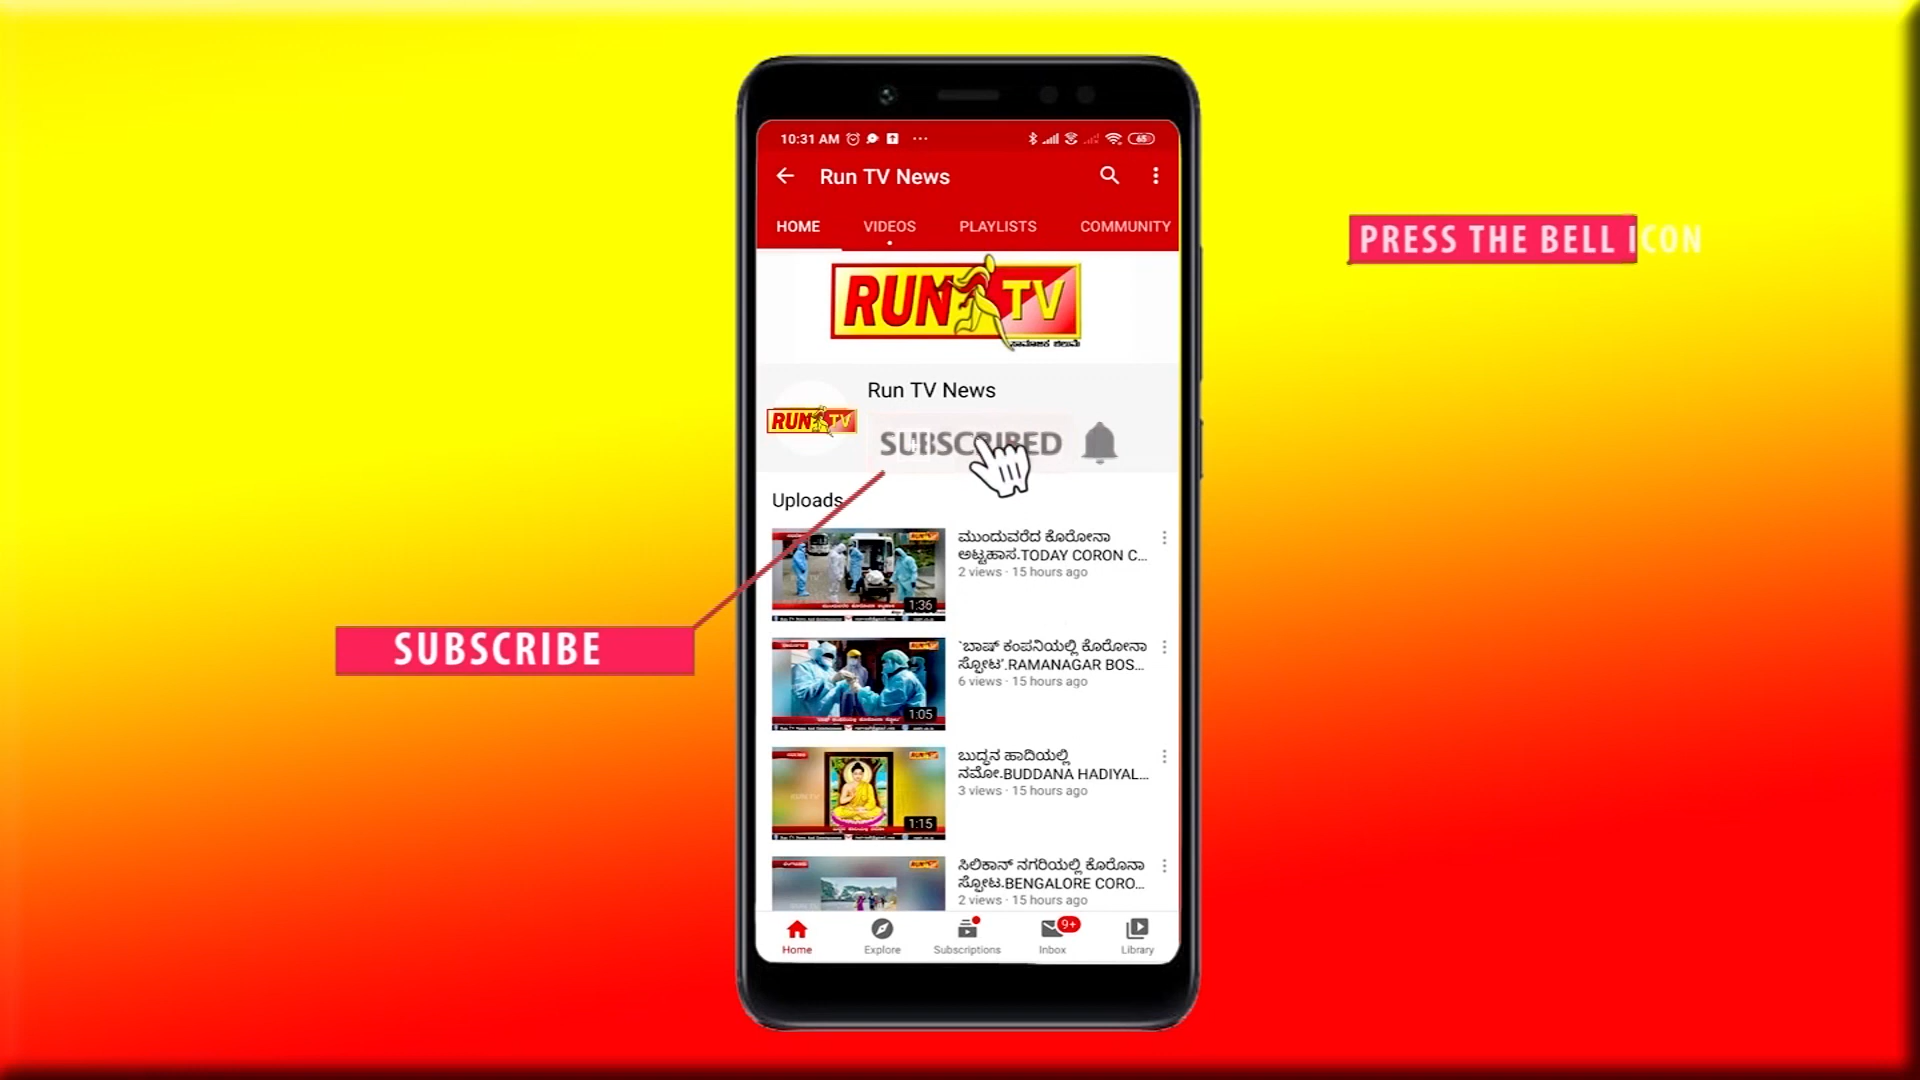 10:31 AM
65
Run TV News
HOME VIDEOS PLAYLISTS COMMUNITY
PRESS THE BELL ICON
RUN TV
ಸಾಮಾಜಿಕ ಚಿಲುಮೆ
Run TV News
RUN TV
SUBSCRIBED
Uploads
ಮುಂದುವರೆದ ಕೊರೋನಾ
ಅಟ್ಟಹಾಸ.TODAY CORON C...
2 views · 15 hours ago
1:36
SUBSCRIBE
`ಬಾಷ್ ಕಂಪನಿಯಲ್ಲಿ ಕೊರೋನಾ
ಸ್ಫೋಟ'.RAMANAGAR BOS...
6 views · 15 hours ago
1:05
ಬುದ್ಧನ ಹಾದಿಯಲ್ಲಿ
ನಮೋ.BUDDANA HADIYAL...
3 views · 15 hours ago
1:15
ಸಿಲಿಕಾನ್ ನಗರಿಯಲ್ಲಿ ಕೊರೊನಾ
ಸ್ಫೋಟ.BENGALORE CORO...
2 views · 15 hours ago
9+
Home Explore Subscriptions Inbox Library